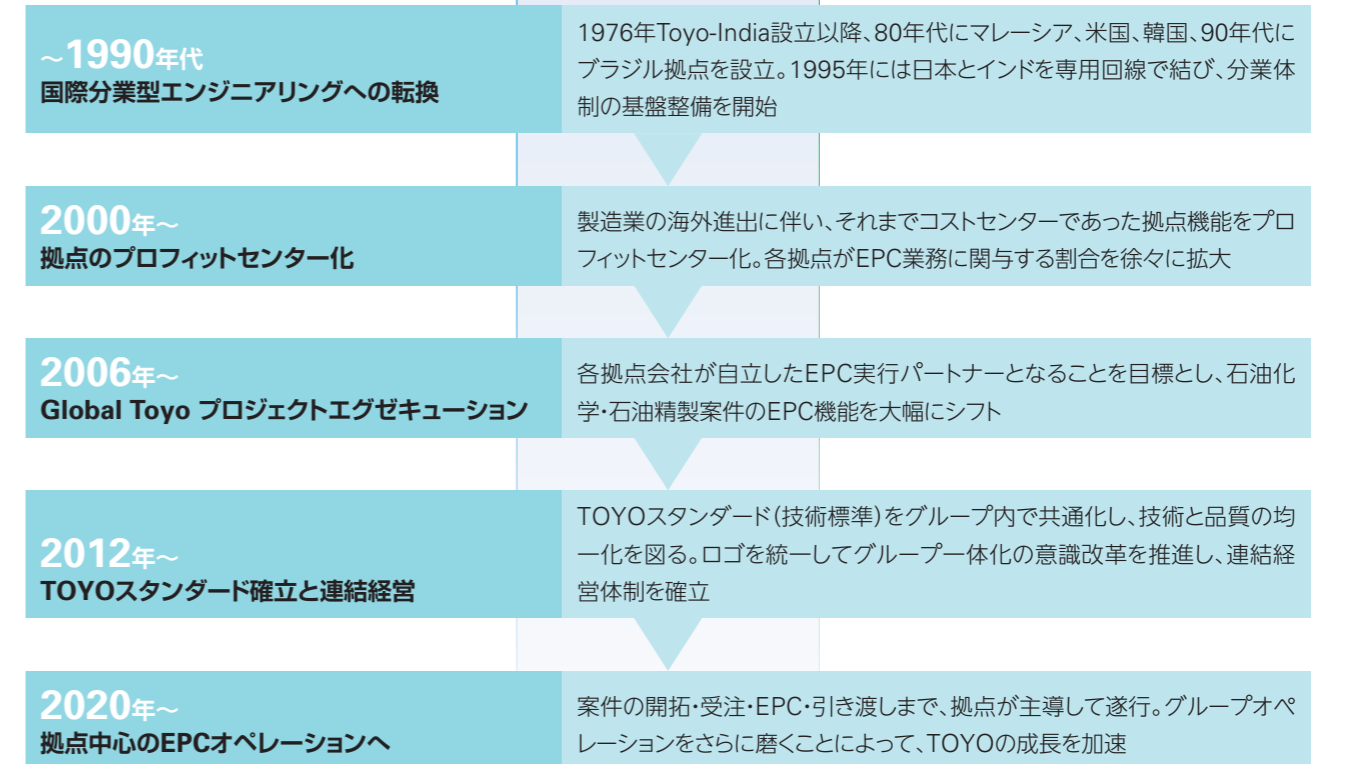 ～1990年代
国際分業型エンジニアリングへの転換
1976年Toyo-India設立以降、80年代にマレーシア、米国、韓国、90年代に
ブラジル拠点を設立。1995年には日本とインドを専用回線で結び、分業体
制の基盤整備を開始
2000年～
拠点のプロフィットセンター化
製造業の海外進出に伴い、それまでコストセンターであった拠点機能をプロ
フィットセンター化。各拠点がEPC業務に関与する割合を徐々に拡大
2006年～
Global Toyo プロジェクトエグゼキューション
各拠点会社が自立したEPC実行パートナーとなることを目標とし、石油化
学・石油精製案件のEPC機能を大幅にシフト
2012年～
TOYOスタンダード確立と連結経営
TOYOスタンダード（技術標準）をグループ内で共通化し、技術と品質の均
一化を図る。ロゴを統一してグループ一体化の意識改革を推進し、連結経
営体制を確立
2020年～
拠点中心のEPCオペレーションへ
案件の開拓・受注・EPC・引き渡しまで、拠点が主導して遂行。グループオペ
レーションをさらに磨くことによって、TOYOの成長を加速